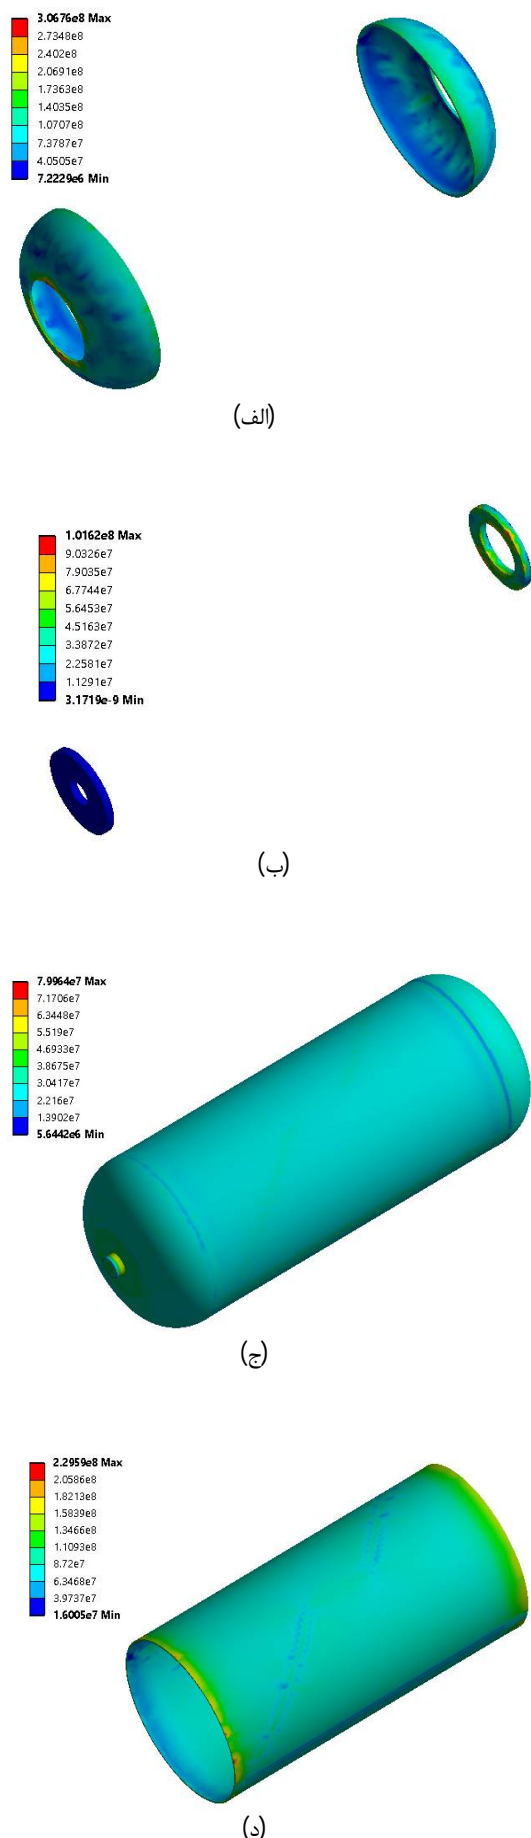 3.0676e8 Max
2.7348e8
2.402e8
2.0691e8
1.7363e8
1.4035e8
1.0707e8
7.3787e7
4.0505e7
7.2229e6 Min
(الف)
1.0162e8 Max
9.0326e7
7.9035e7
6.7744e7
5.6453e7
4.5163e7
3.3872e7
2.2581e7
1.1291e7
3.1719e-9 Min
(ب)
7.9964e7 Max
7.1706e7
6.3448e7
5.519e7
4.6933e7
3.8675e7
3.0417e7
2.216e7
1.3902e7
5.6442e6 Min
(ج)
2.2959e8 Max
2.0586e8
1.8213e8
1.5839e8
1.3466e8
1.1093e8
8.72e7
6.3468e7
3.9737e7
1.6005e7 Min
(د)